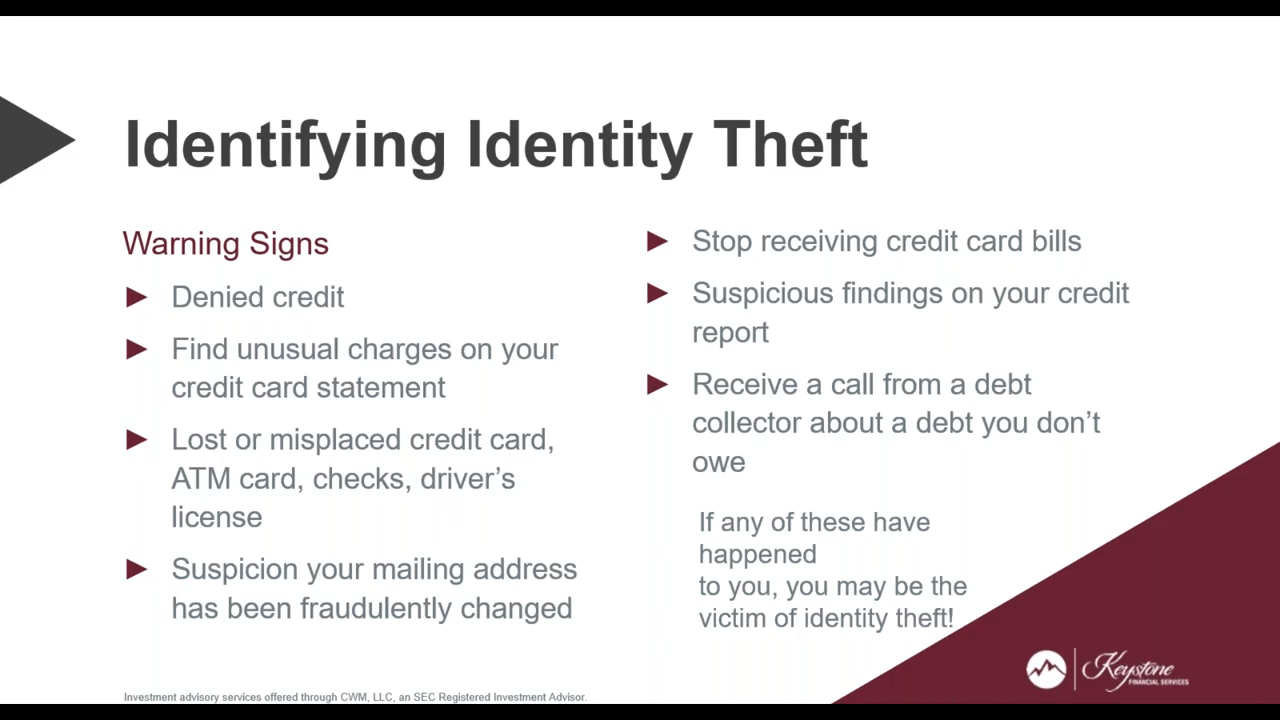 Identifying Identity Theft
Warning Signs
Denied credit
Find unusual charges on your
credit card statement
Lost or misplaced credit card,
ATM card, checks, driver’s
license
Suspicion your mailing address
has been fraudulently changed
Stop receiving credit card bills
Suspicious findings on your credit
report
Receive a call from a debt
collector about a debt you don’t
owe
If any of these have
happened
to you, you may be the
victim of identity theft!
Keystone
FINANCIAL SERVICES
Investment advisory services offered through CWM, LLC, an SEC Registered Investment Advisor.